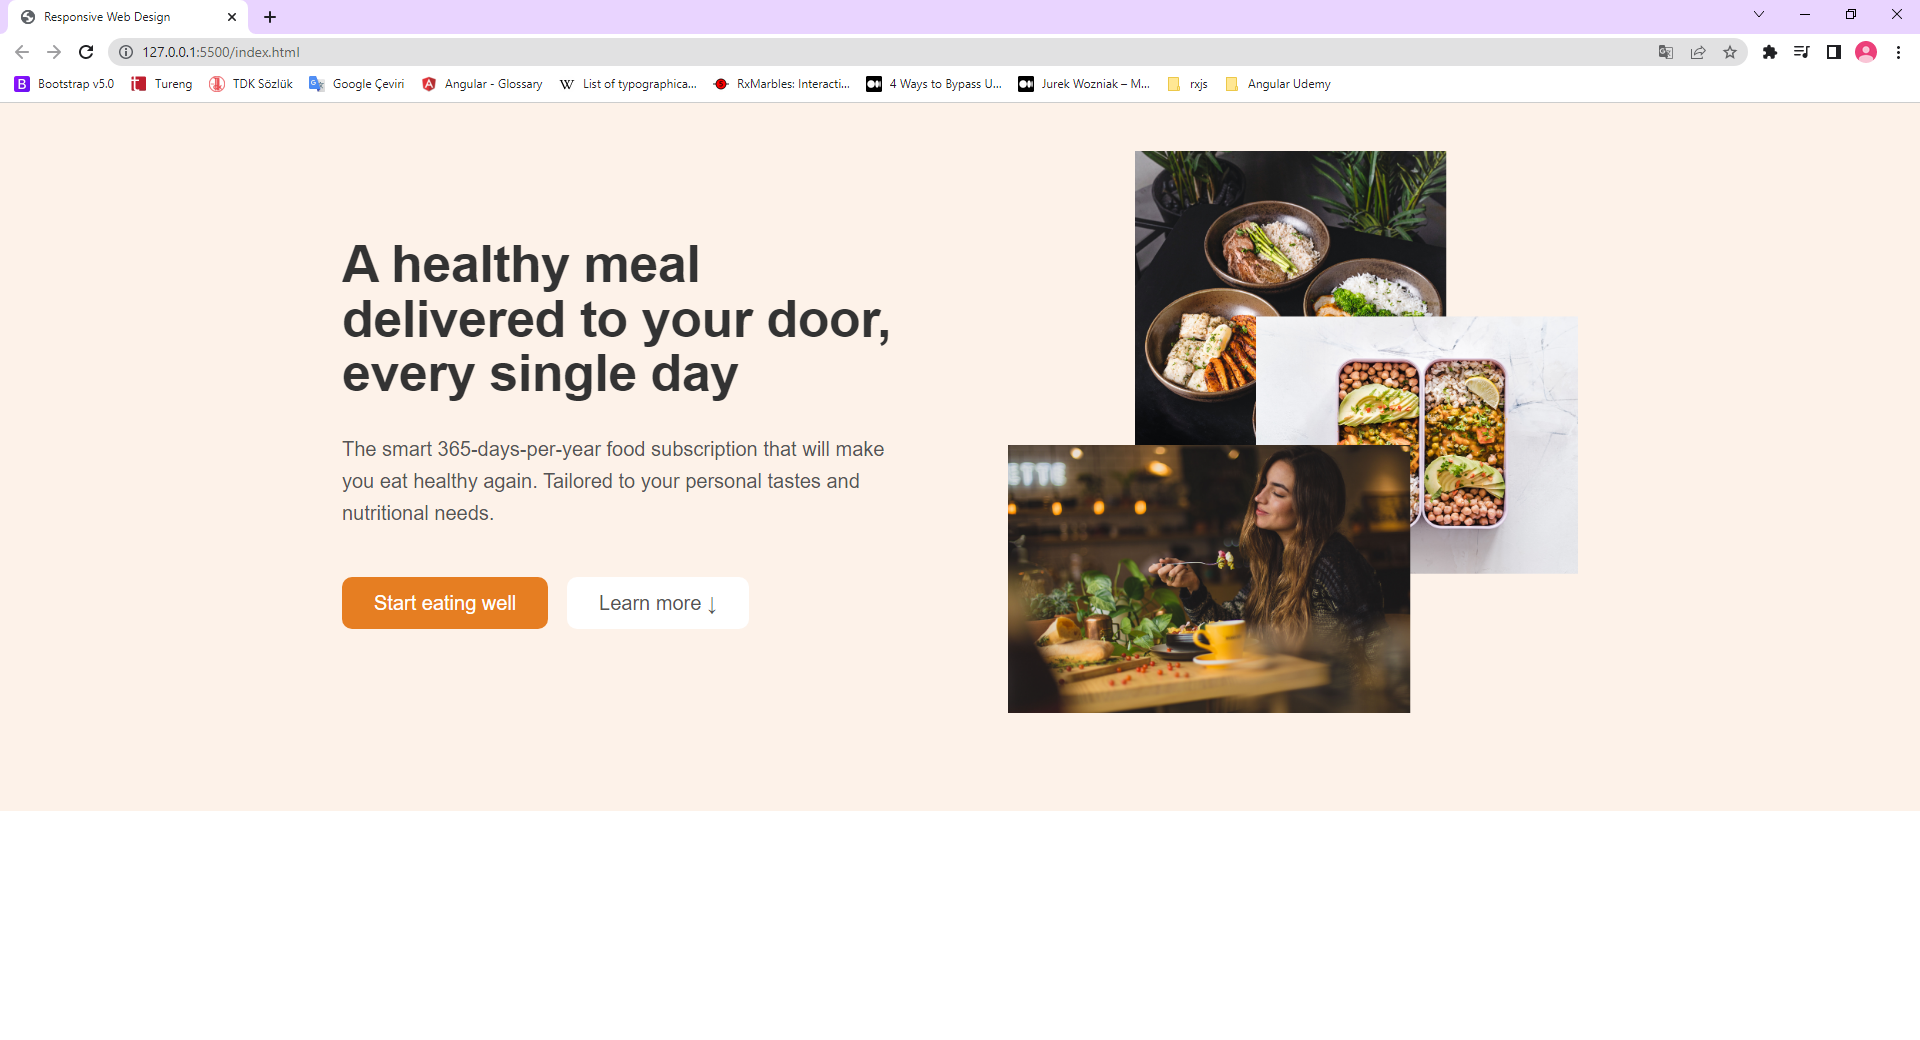 Responsive Web Design
127.0.0.1:5500/index.html
Bootstrap v5.0 Tureng TDK Sözlük Google Çeviri Angular - Glossary List of typographica... RxMarbles: Interacti... 4 Ways to Bypass U... Jurek Wozniak – M... rxjs Angular Udemy
A healthy meal
delivered to your door,
every single day
The smart 365-days-per-year food subscription that will make
you eat healthy again. Tailored to your personal tastes and
nutritional needs.
Start eating well Learn more ↓
ETTE